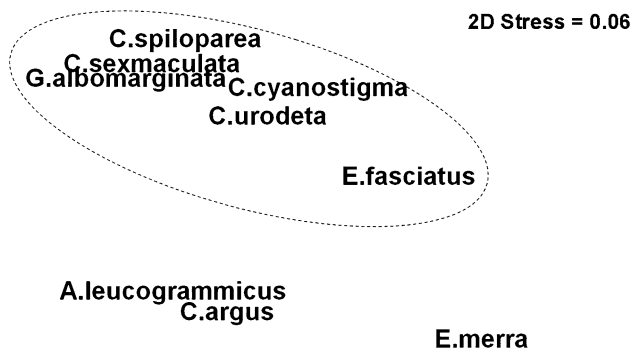 2D Stress = 0.06
C.spiloparea
C.sexmaculata
G.albomarginata
C.cyanostigma
C.urodeta
E.fasciatus
A.leucogrammicus
C.argus
E.merra